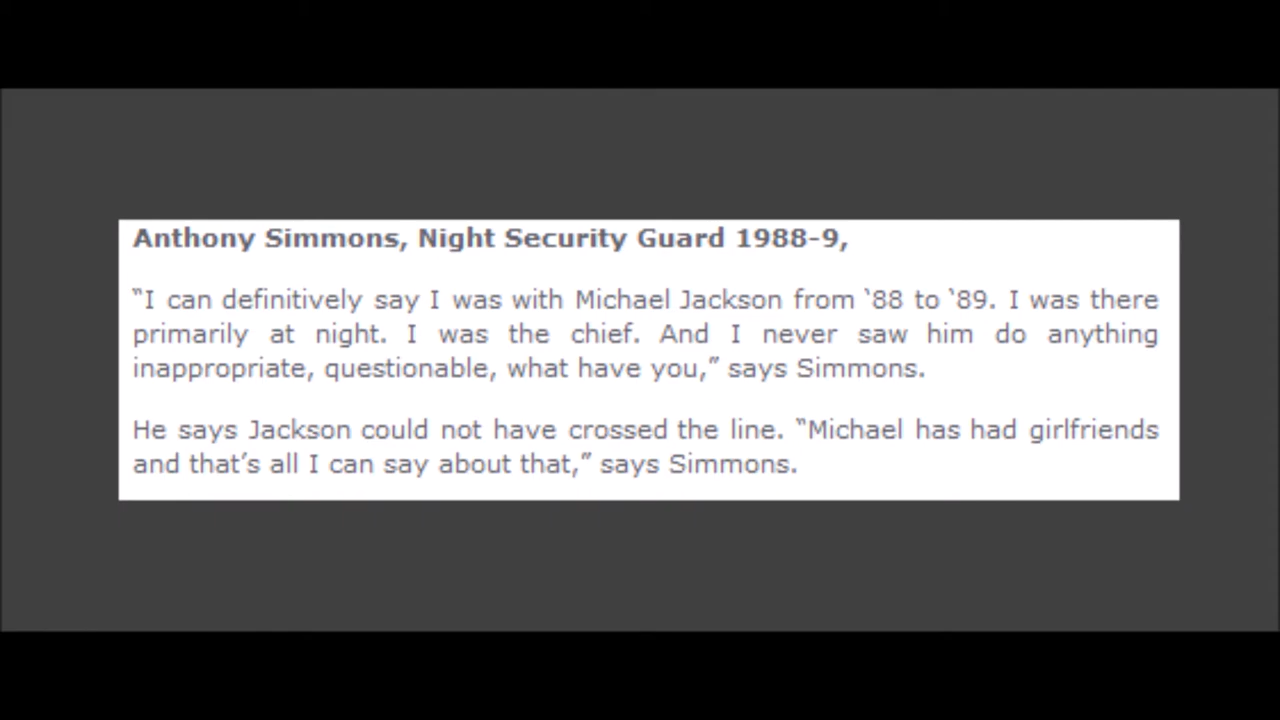 Anthony Simmons, Night Security Guard 1988-9,
“I can definitively say I was with Michael Jackson from ‘88 to ‘89. I was there
primarily at night. I was the chief. And I never saw him do anything
inappropriate, questionable, what have you,” says Simmons.
He says Jackson could not have crossed the line. “Michael has had girlfriends
and that’s all I can say about that,” says Simmons.